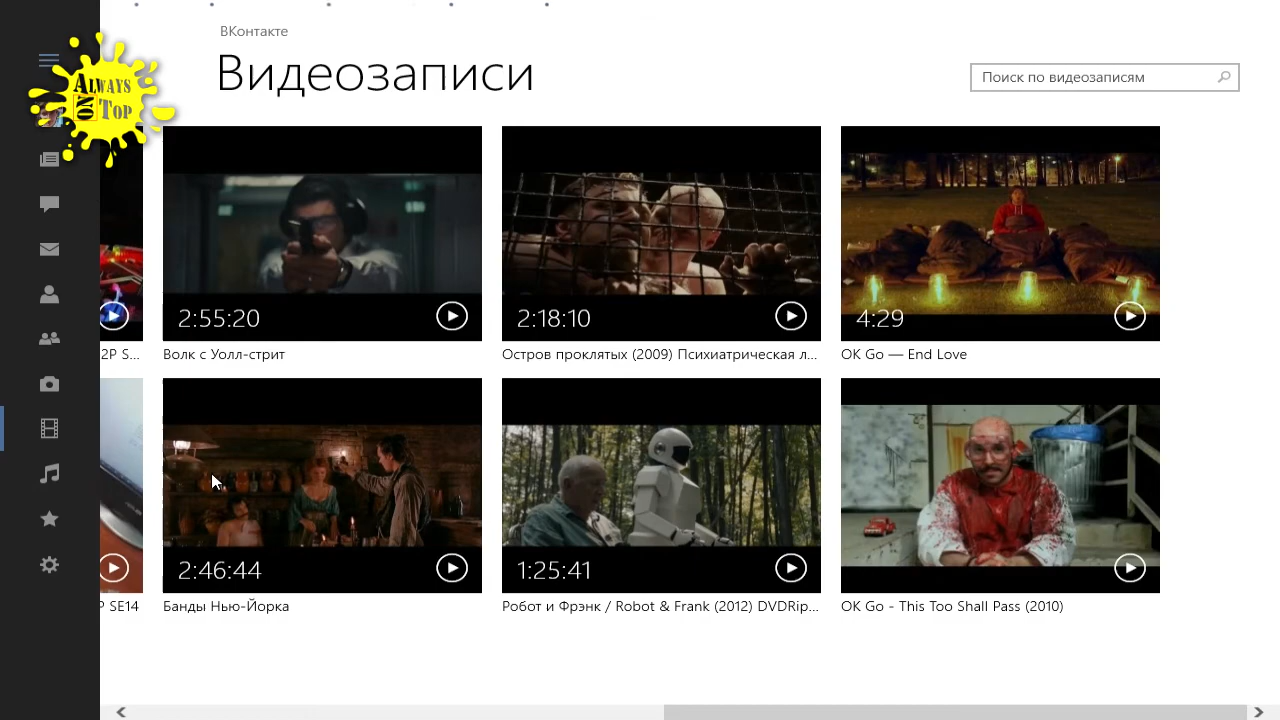 ВКонтакте
Видеозаписи
Поиск по видеозаписям
ALWAYS
ON TOP
2:55:20
2:18:10
4:29
2P S...
Волк с Уолл-стрит
Остров проклятых (2009) Психиатрическая л...
OK Go — End Love
2:46:44
1:25:41
P SE14
Банды Нью-Йорка
Робот и Фрэнк / Robot & Frank (2012) DVDRip...
OK Go - This Too Shall Pass (2010)